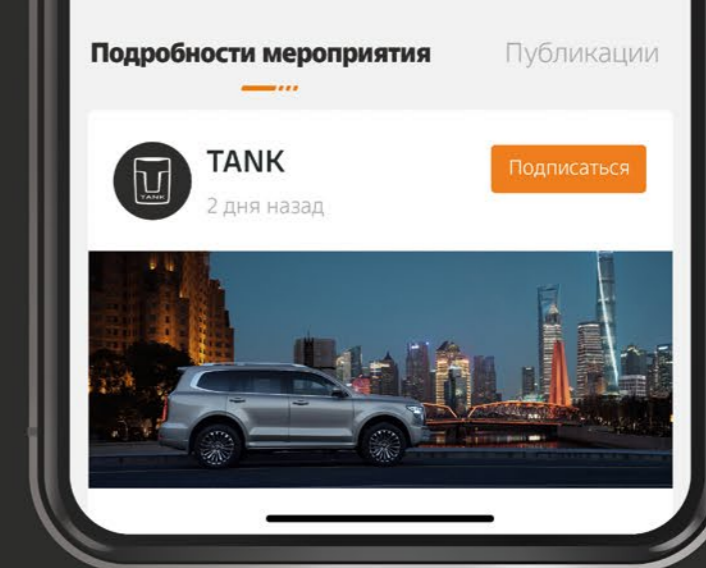 Подробности мероприятия
Публикации
TANK
Подписаться
2 дня назад
TANK